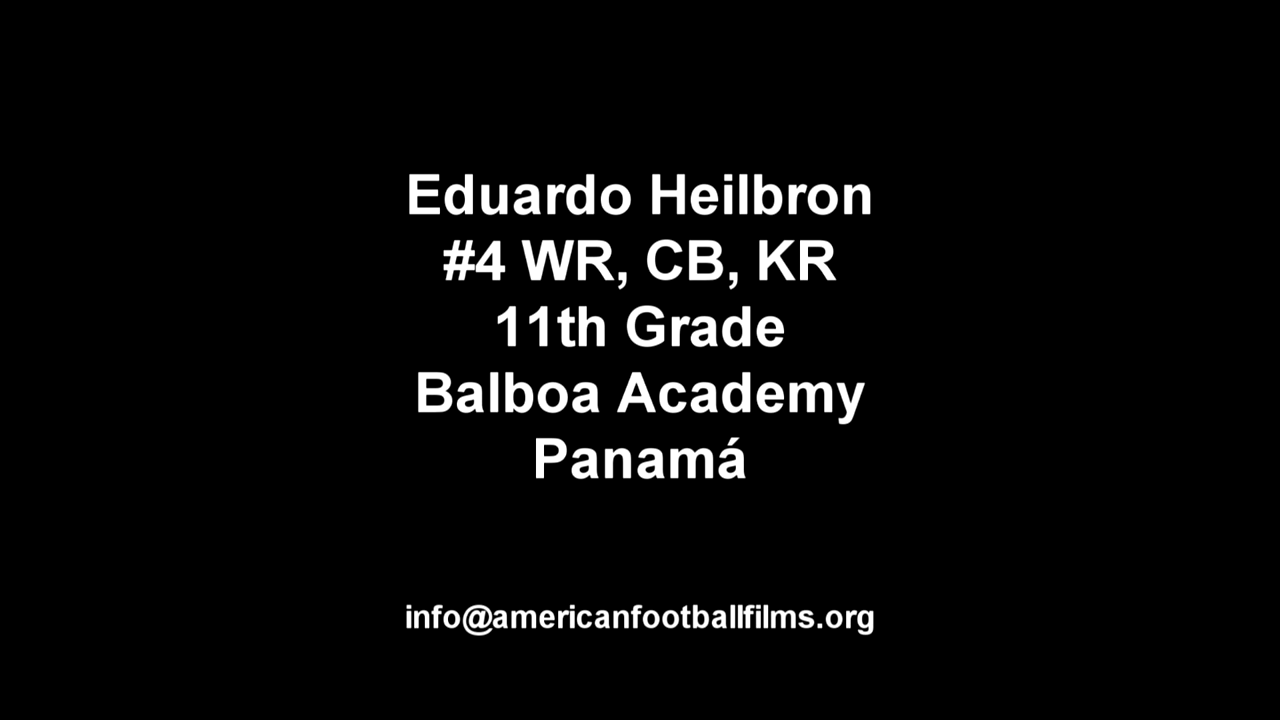 Eduardo Heilbron
#4 WR, CB, KR
11th Grade
Balboa Academy
Panamá
info@americanfootballfilms.org